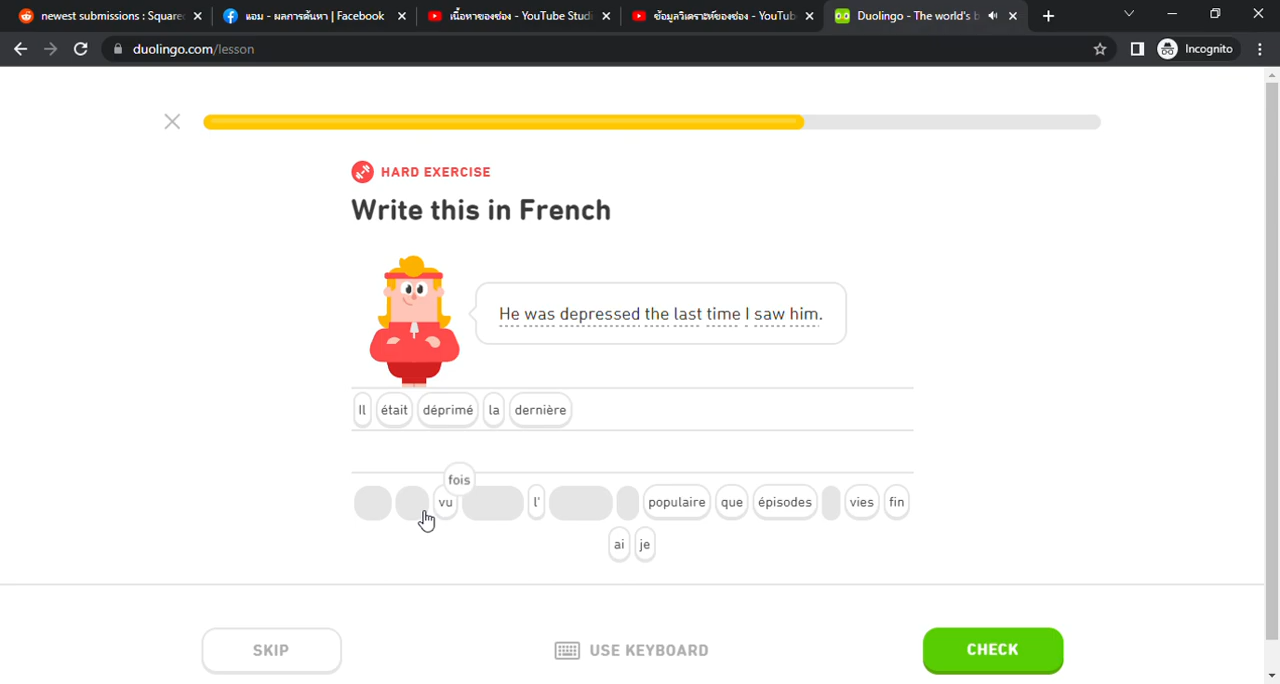 newest submissions : Square
แอม - ผลการค้นหา | Facebook
เนื้อหาของช่อง - YouTube Studi
ข้อมูลวิเคราะห์ของช่อง - YouTub
Duolingo - The world's b
duolingo.com/lesson
Incognito
HARD EXERCISE
Write this in French
He was depressed the last time I saw him.
Il était déprimé la dernière
fois
vu l' populaire que épisodes vies fin
ai je
SKIP
USE KEYBOARD
CHECK